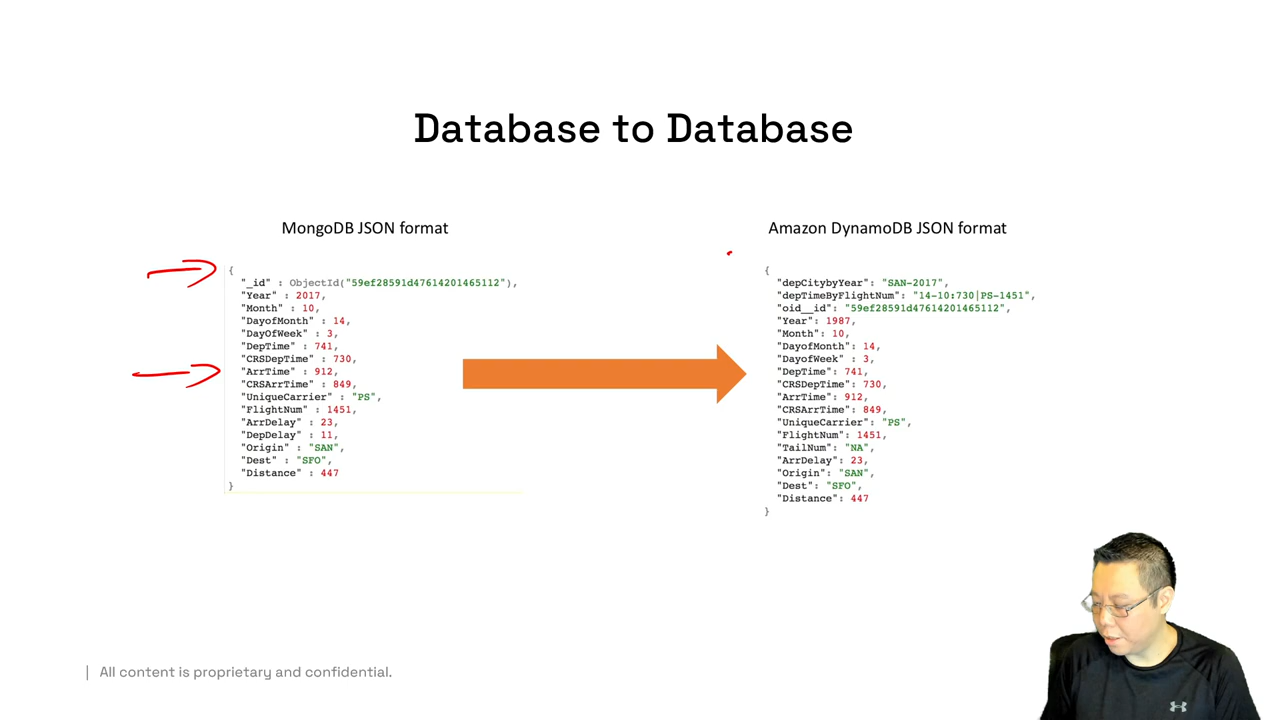 Database to Database
MongoDB JSON format
{
"_id" : ObjectId("59ef28591d47614201465112"),
"Year" : 2017,
"Month" : 10,
"DayofMonth" : 14,
"DayOfWeek" : 3,
"DepTime" : 741,
"CRSDepTime" : 730,
"ArrTime" : 912,
"CRSArrTime" : 849,
"UniqueCarrier" : "PS",
"FlightNum" : 1451,
"ArrDelay" : 23,
"DepDelay" : 11,
"Origin" : "SAN",
"Dest" : "SFO",
"Distance" : 447
}
Amazon DynamoDB JSON format
{
"depCitybyYear": "SAN-2017",
"depTimeByFlightNum": "14-10:730|PS-1451",
"oid__id": "59ef28591d47614201465112",
"Year": 1987,
"Month": 10,
"DayofMonth": 14,
"DayofWeek" : 3,
"DepTime": 741,
"CRSDepTime": 730,
"ArrTime": 912,
"CRSArrTime": 849,
"UniqueCarrier": "PS",
"FlightNum": 1451,
"TailNum": "NA",
"ArrDelay": 23,
"Origin": "SAN",
"Dest": "SFO",
"Distance": 447
}
| All content is proprietary and confidential.